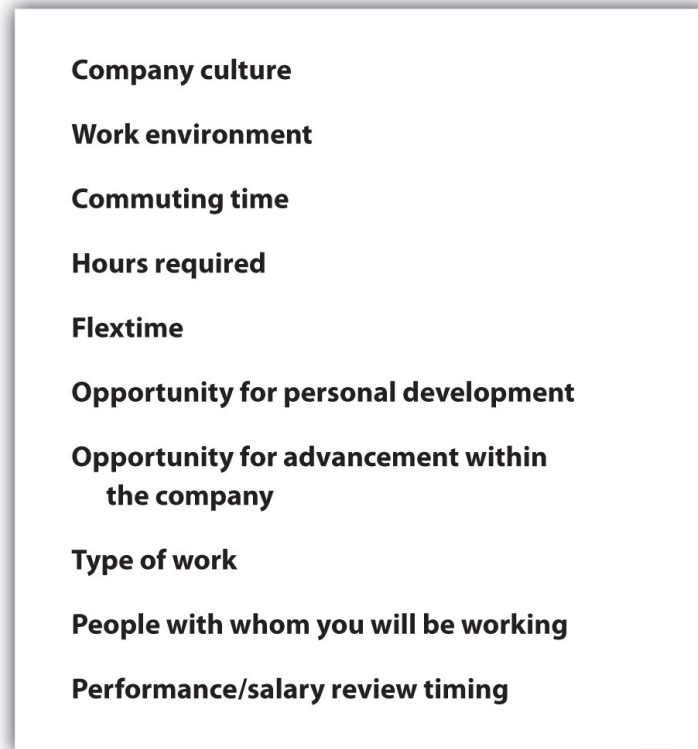 Company culture
Work environment
Commuting time
Hours required
Flextime
Opportunity for personal development
Opportunity for advancement within
the company
Type of work
People with whom you will be working
Performance/salary review timing